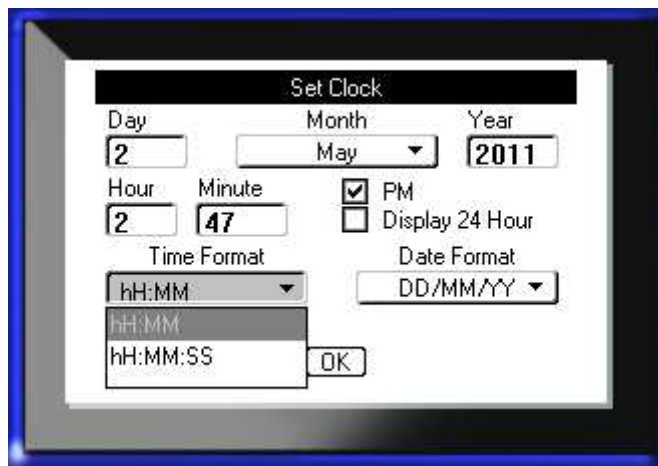 Set Clock
Day Month Year
2 May 2011
Hour Minute PM
2 47 Display 24 Hour
Time Format Date Format
hH:MM DD/MM/YY
hH:MM
hH:MM:SS
OK